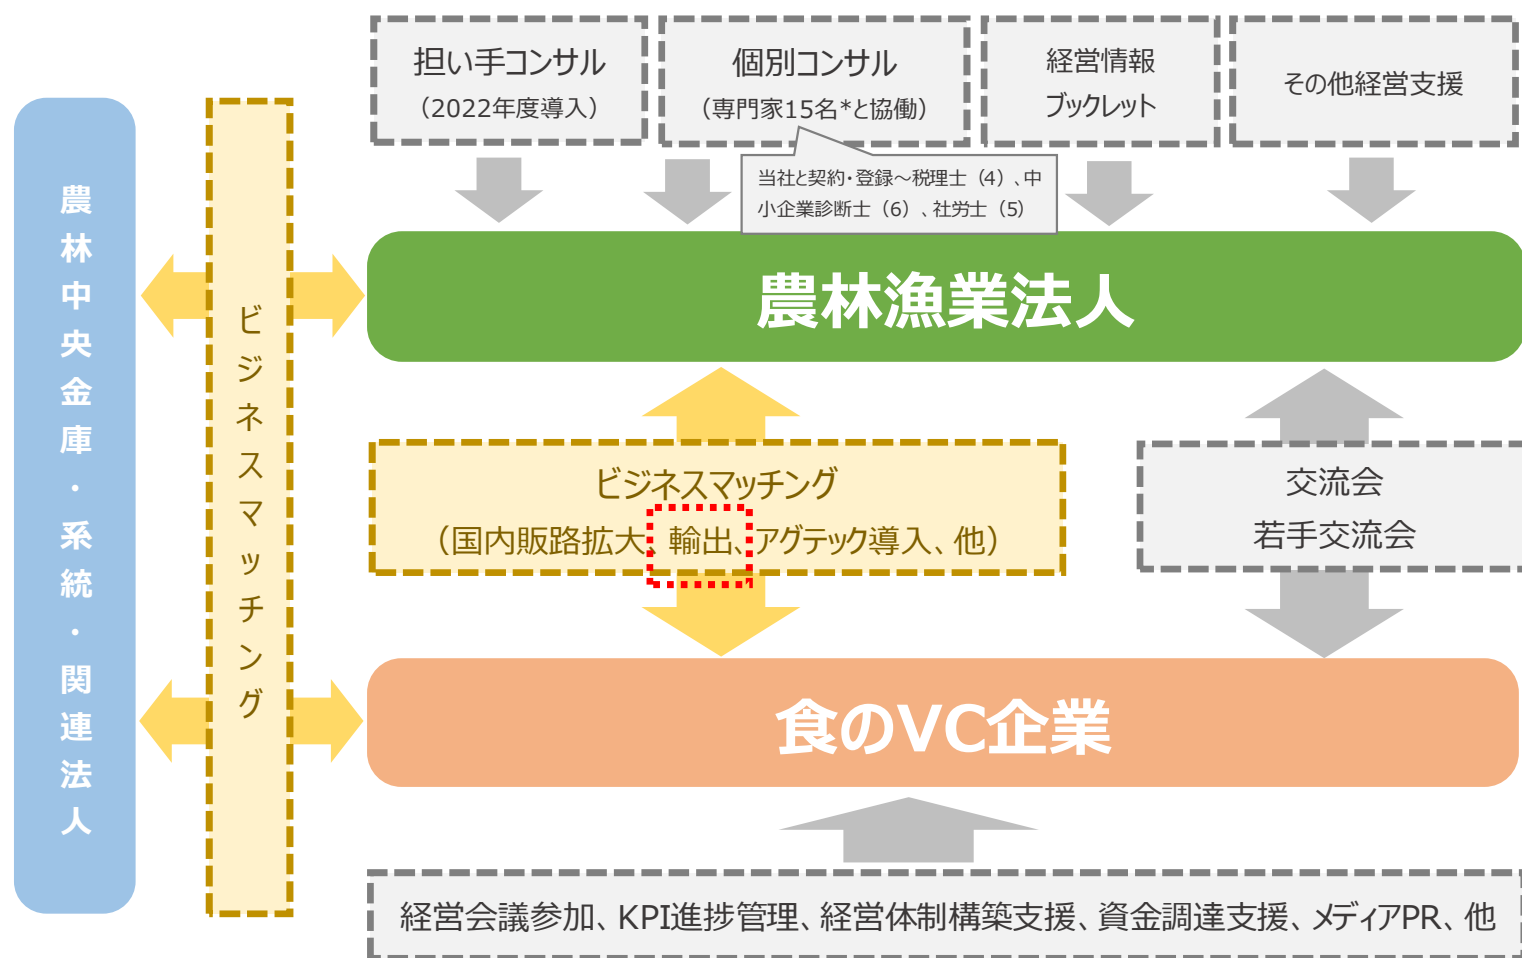 担い手コンサル
（2022年度導入）
個別コンサル
（専門家15名*と協働）
経営情報
ブックレット
その他経営支援
当社と契約・登録～税理士（4）、中
小企業診断士（6）、社労士（5）
農林中央金庫・系統・関連法人
ビジネスマッチング
農林漁業法人
ビジネスマッチング
（国内販路拡大、輸出、アグテック導入、他）
交流会
若手交流会
食のVC企業
経営会議参加、KPI進捗管理、経営体制構築支援、資金調達支援、メディアPR、他